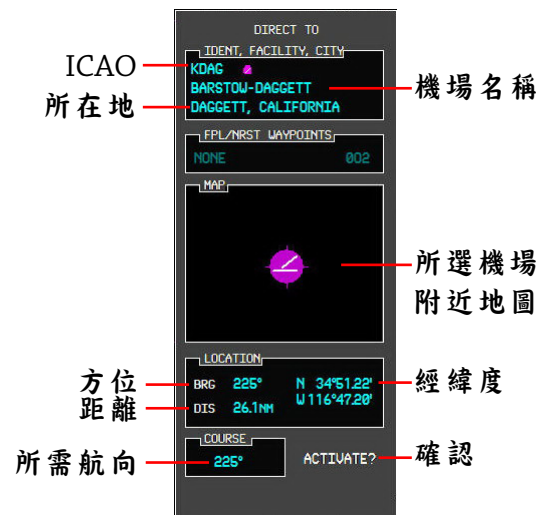 DIRECT TO
IDENT, FACILITY, CITY
ICAO
KDAG
BARSTOW-DAGGETT
機場名稱
所在地
DAGGETT, CALIFORNIA
FPL/NRST WAYPOINTS
NONE 002
MAP
所選機場
附近地圖
LOCATION
方位
BRG 225° N 34°51.22'
經緯度
W 116°47.20'
距離
DIS 26.1NM
COURSE
所需航向
225°
ACTIVATE?
確認